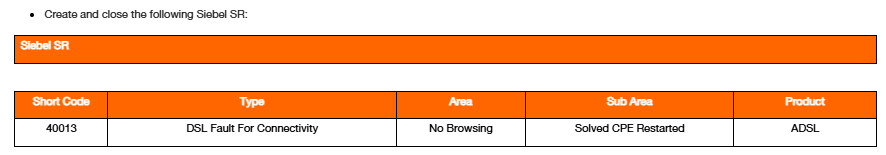 • Create and close the following Siebel SR:
Siebel SR
Short Code Type Area Sub Area Product
40013 DSL Fault For Connectivity No Browsing Solved CPE Restarted ADSL